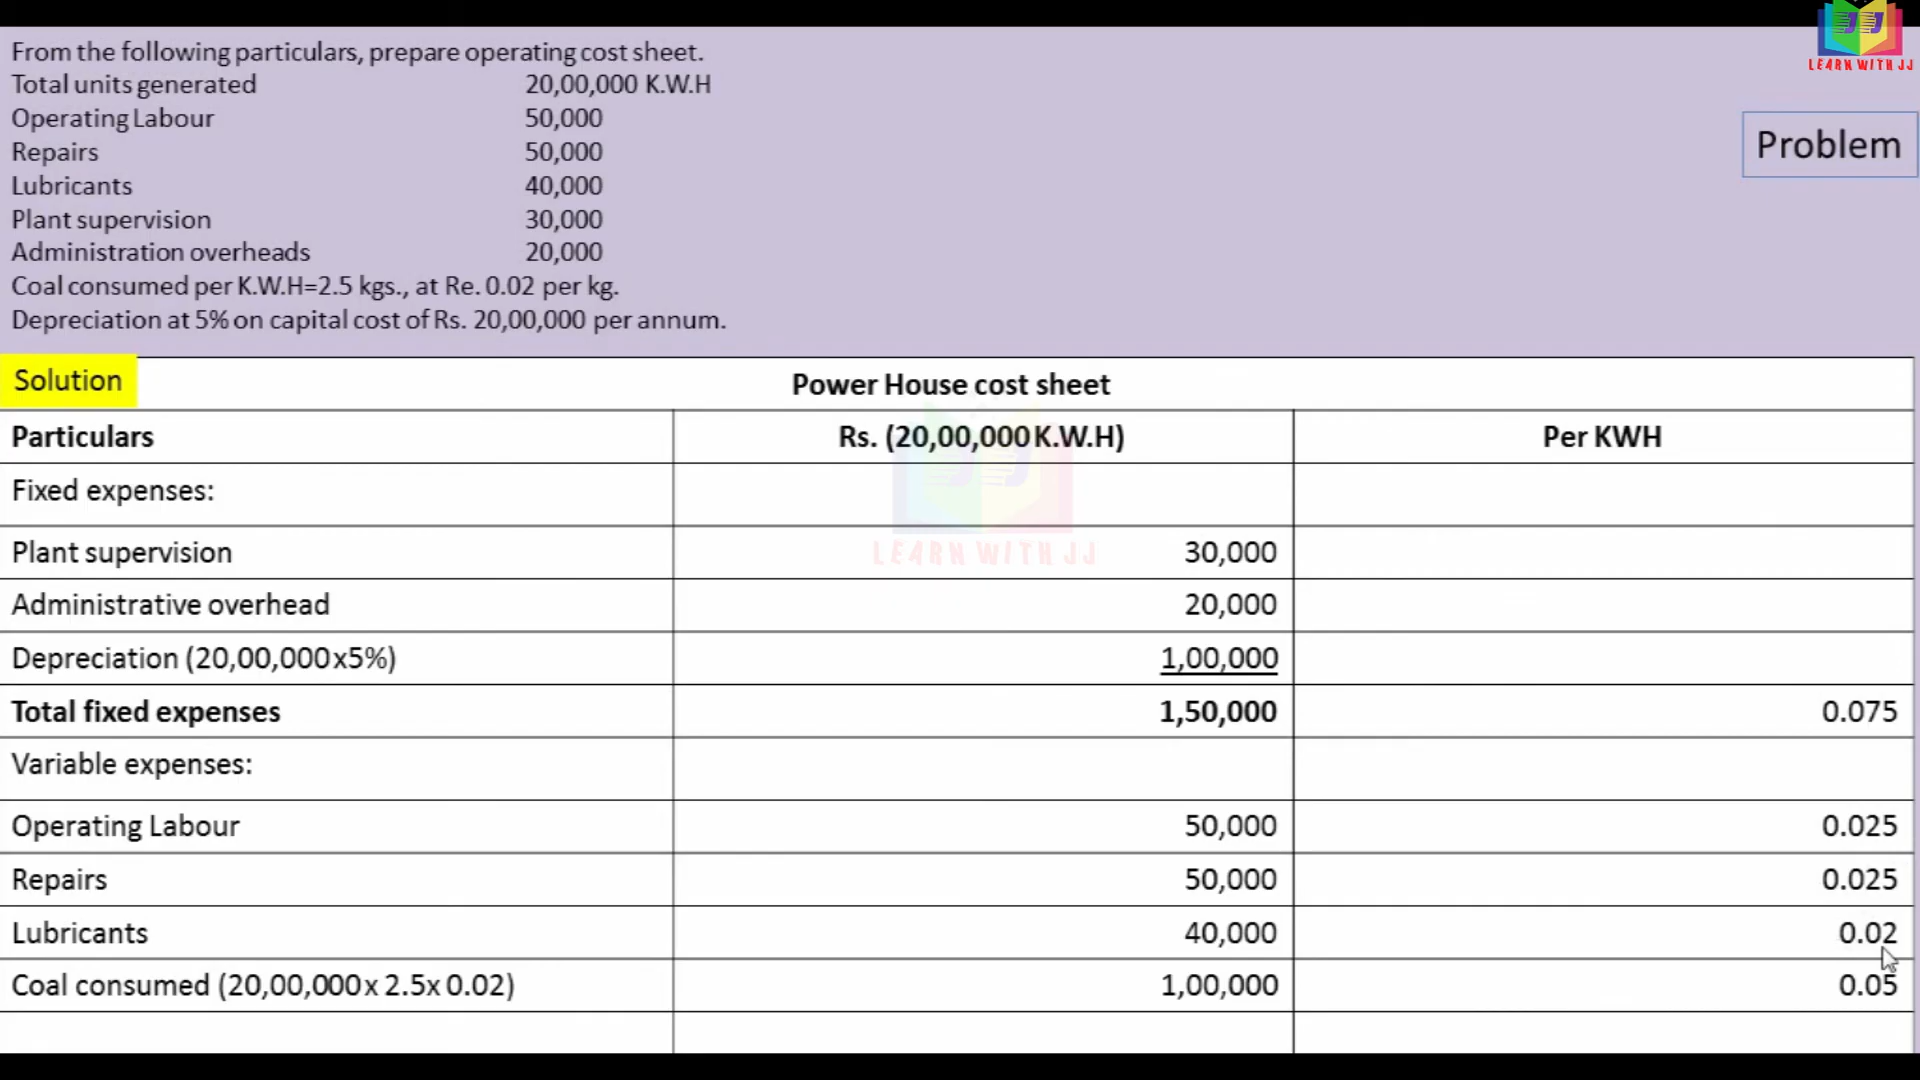 LEARN WITH JJ
From the following particulars, prepare operating cost sheet.
Total units generated 20,00,000 K.W.H
Operating Labour 50,000
Repairs 50,000
Lubricants 40,000
Plant supervision 30,000
Administration overheads 20,000
Coal consumed per K.W.H=2.5 kgs., at Re. 0.02 per kg.
Depreciation at 5% on capital cost of Rs. 20,00,000 per annum.
Problem
Solution
Power House cost sheet
Particulars Rs. (20,00,000 K.W.H) Per KWH
Fixed expenses:
Plant supervision 30,000
LEARN WITH JJ
Administrative overhead 20,000
Depreciation (20,00,000x5%) 1,00,000
Total fixed expenses 1,50,000 0.075
Variable expenses:
Operating Labour 50,000 0.025
Repairs 50,000 0.025
Lubricants 40,000 0.02
Coal consumed (20,00,000x 2.5x 0.02) 1,00,000 0.05